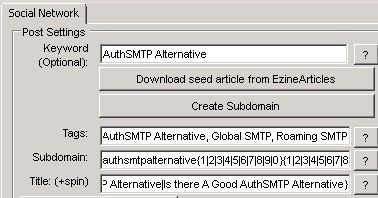 Social Network
Post Settings
Keyword (Optional): AuthSMTP Alternative ?
Download seed article from EzineArticles
Create Subdomain
Tags: AuthSMTP Alternative, Global SMTP, Roaming SMTP ?
Subdomain: authsmtpalternative{1|2|3|4|5|6|7|8|9|0}{1|2|3|4|5|6|7|8 ?
Title: (+spin) P Alternative|Is there A Good AuthSMTP Alternative} ?